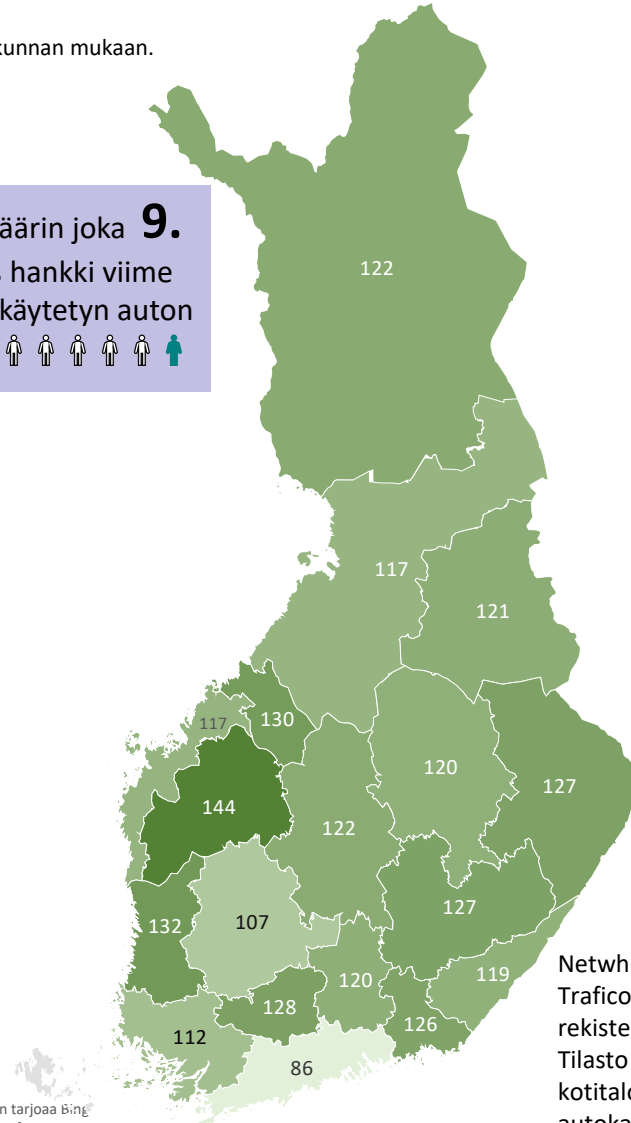 kunnan mukaan.
äärin joka 9.
s hankki viime
käytetyn auton
122
117
121
117
130
120
127
144
122
132
107
127
120
119
128
126
112
86
Netwh
Trafico
rekiste
Tilasto
kotitalo
autoka
n tarjoaa Bing